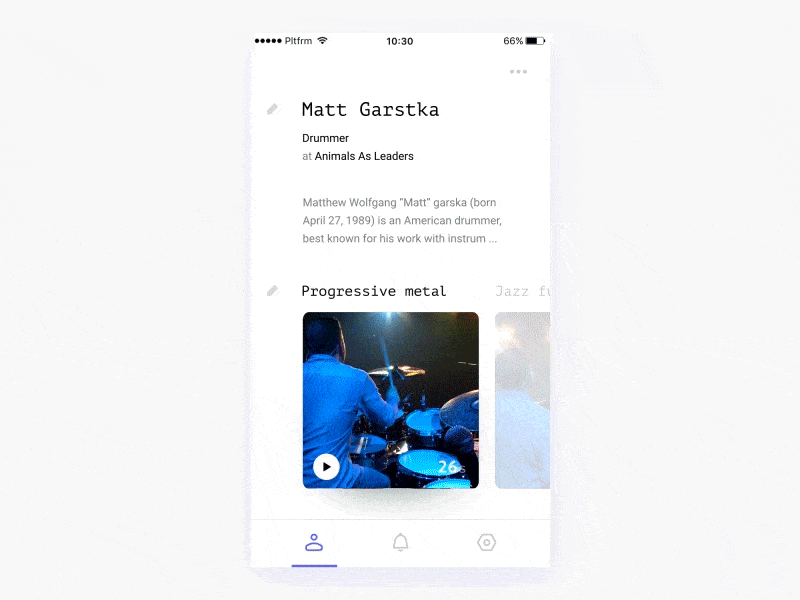 Pltfrm 10:30 66%
Matt Garstka
Drummer
at Animals As Leaders
Matthew Wolfgang “Matt” garska (born
April 27, 1989) is an American drummer,
best known for his work with instrum ...
Progressive metal Jazz fu
26s